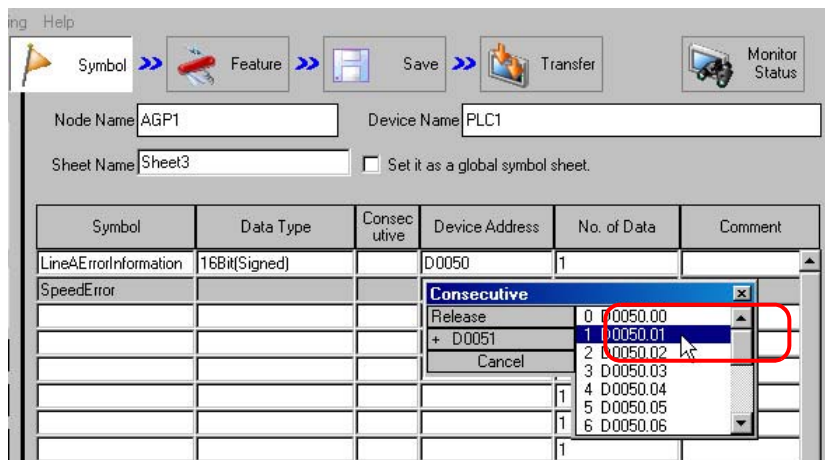 ing Help
Symbol >> Feature >> Save >> Transfer Monitor Status
Node Name AGP1 Device Name PLC1
Sheet Name Sheet3 Set it as a global symbol sheet.
Symbol Data Type Consecutive Device Address No. of Data Comment
LineAErrorInformation 16Bit(Signed) D0050 1
SpeedError
Consecutive
Release 0 D0050.00
+ D0051 1 D0050.01
Cancel 2 D0050.02
3 D0050.03
1 4 D0050.04
5 D0050.05
1 6 D0050.06
1